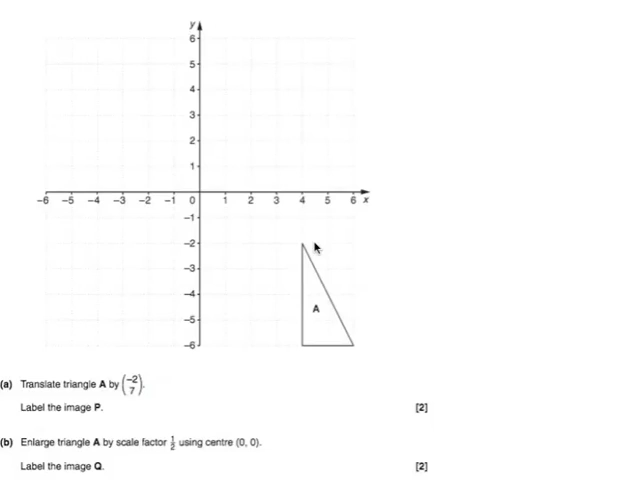 y
6
5
4
3
2
1
-6 -5 -4 -3 -2 -1 0 1 2 3 4 5 6 x
-1
-2
-3
A
-4
-5
-6
(a) Translate triangle A by (-2 7).
Label the image P. [2]
(b) Enlarge triangle A by scale factor 1/2 using centre (0, 0).
Label the image Q. [2]